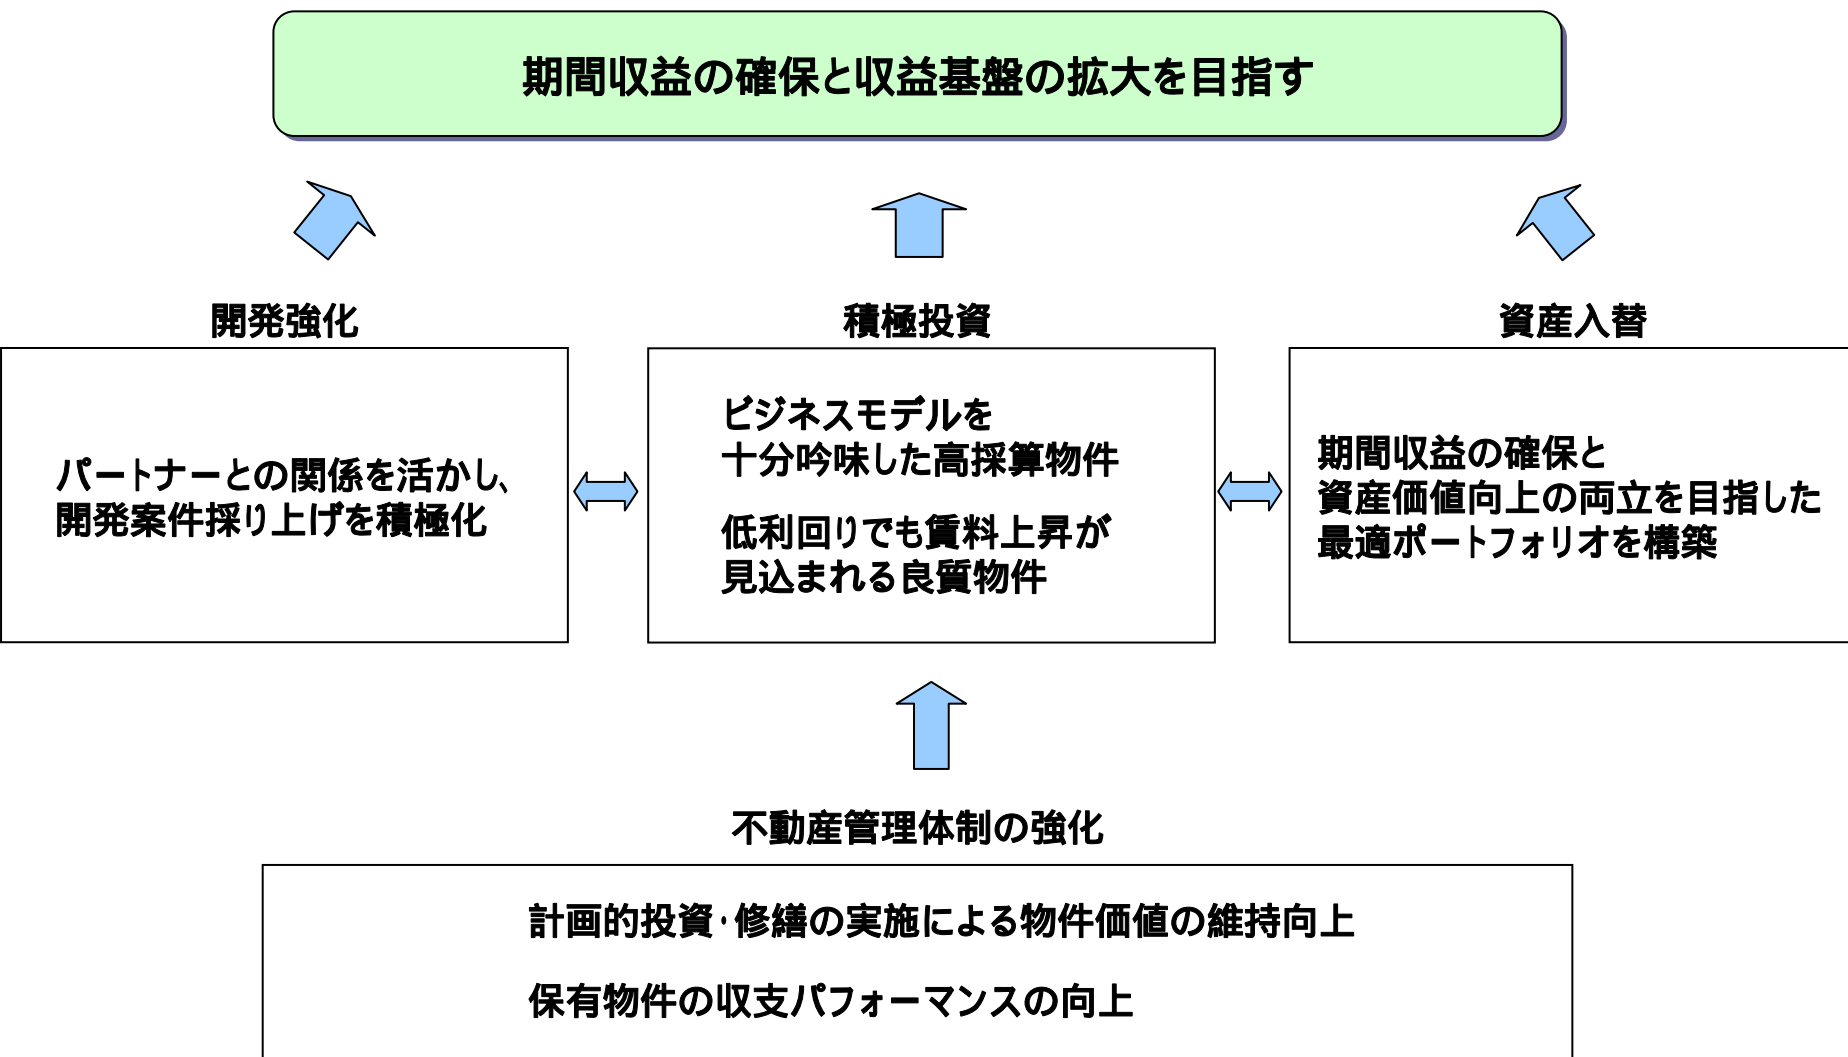 期間収益の確保と収益基盤の拡大を目指す
開発強化
積極投資
資産入替
パートナーとの関係を活かし、
開発案件採り上げを積極化
ビジネスモデルを
十分吟味した高採算物件
低利回りでも賃料上昇が
見込まれる良質物件
期間収益の確保と
資産価値向上の両立を目指した
最適ポートフォリオを構築
不動産管理体制の強化
計画的投資・修繕の実施による物件価値の維持向上
保有物件の収支パフォーマンスの向上